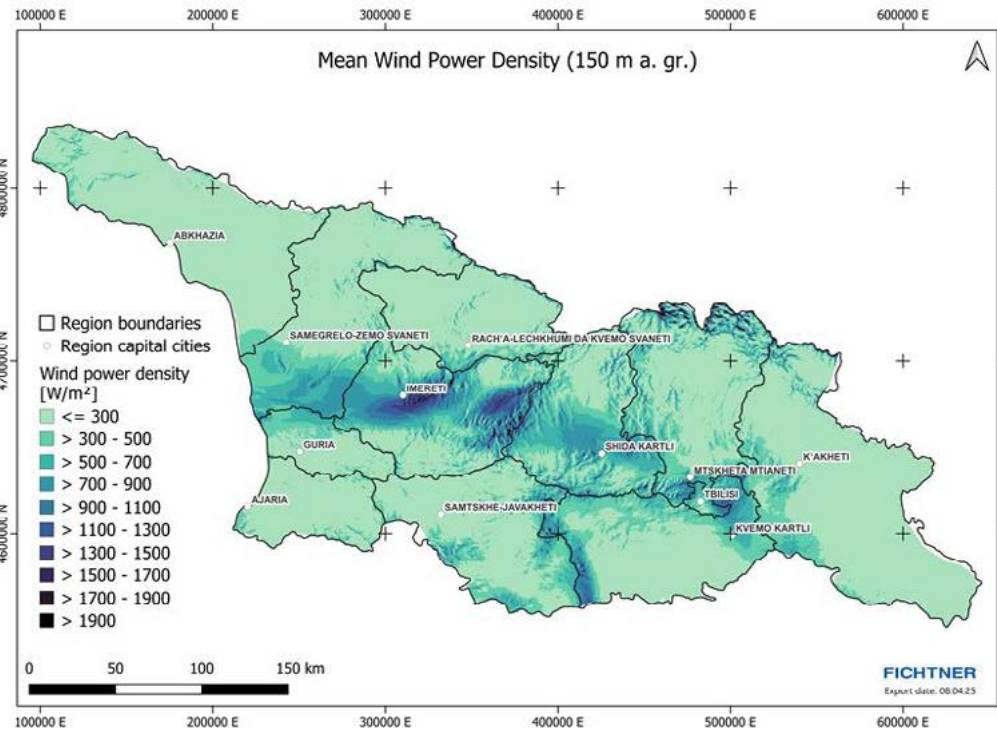 100000 E 200000 E 300000 E 400000 E 500000 E 600000 E
Mean Wind Power Density (150 m a. gr.)
4800000 N
4700000 N
4600000 N
ABKHAZIA
SAMEGRELO-ZEMO SVANETI
RACH'A-LECHKHUMI DA KVEMO SVANETI
IMERETI
GURIA
SHIDA KARTLI
K'AKHETI
MTSKHETA MTIANETI
TBILISI
AJARIA
SAMTSKHE-JAVAKHETI
KVEMO KARTLI
Region boundaries
Region capital cities
Wind power density
[W/m²]
<= 300
> 300 - 500
> 500 - 700
> 700 - 900
> 900 - 1100
> 1100 - 1300
> 1300 - 1500
> 1500 - 1700
> 1700 - 1900
> 1900
0 50 100 150 km
FICHTNER
Export date: 08.04.25
100000 E 200000 E 300000 E 400000 E 500000 E 600000 E